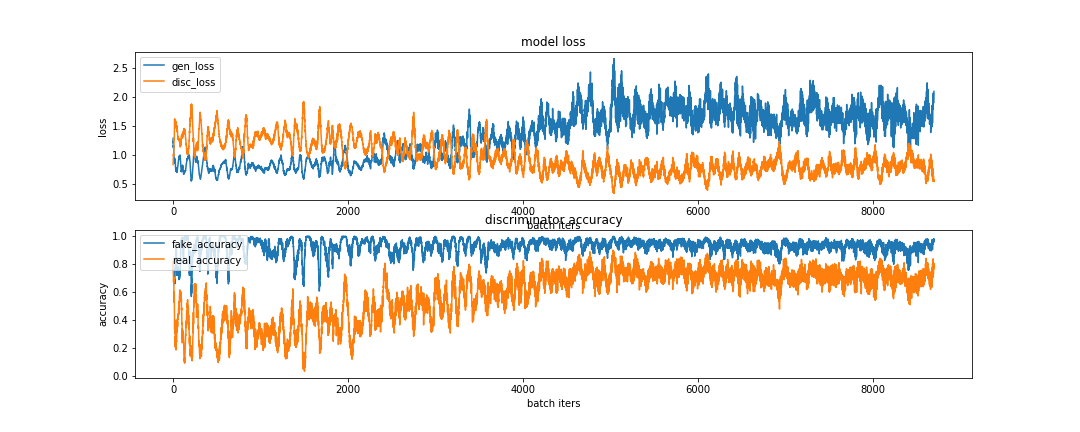 model loss
gen_loss
disc_loss
2.5
2.0
1.5
1.0
0.5
loss
0
2000
4000
6000
8000
batch iters
discriminator accuracy
fake_accuracy
real_accuracy
1.0
0.8
0.6
0.4
0.2
0.0
accuracy
0
2000
4000
6000
8000
batch iters